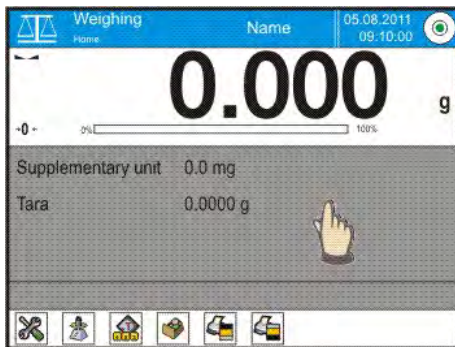 Weighing
Home
Name
05.08.2011
09:10:00
0.000
g
→0←
0%
100%
Supplementary unit 0.0 mg
Tara 0.0000 g